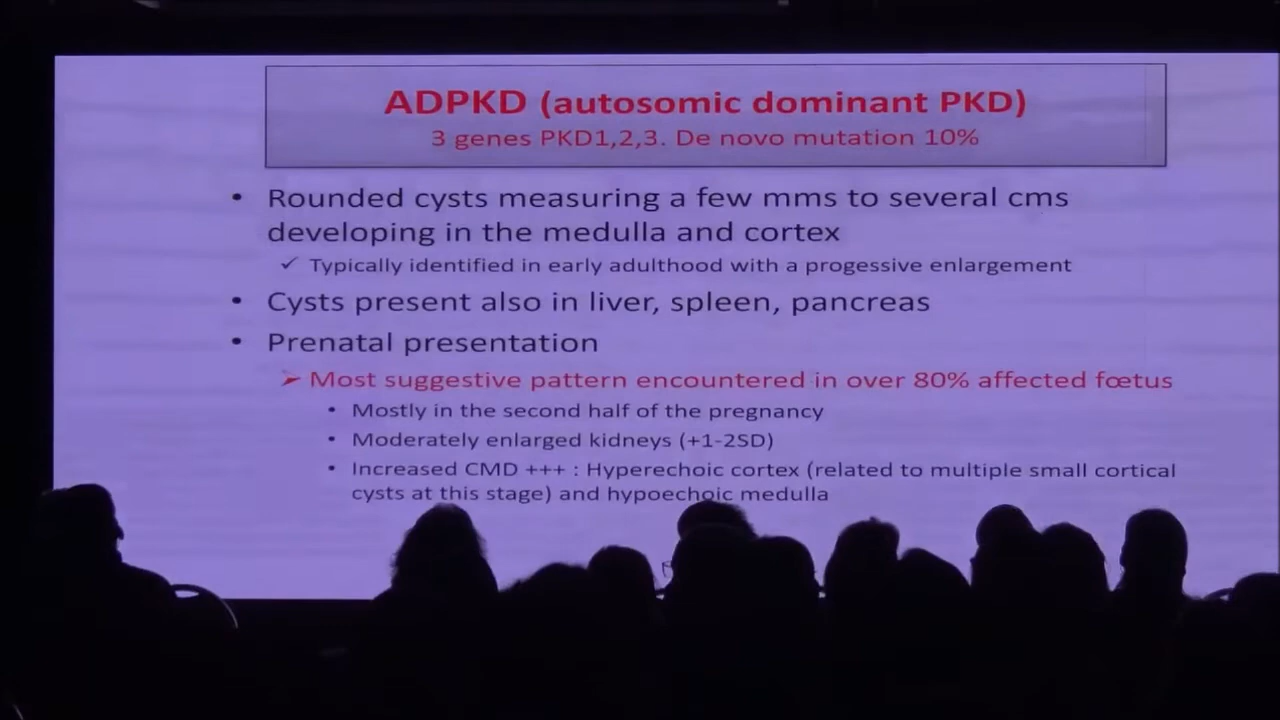 ADPKD (autosomic dominant PKD)
3 genes PKD1,2,3. De novo mutation 10%
• Rounded cysts measuring a few mms to several cms
developing in the medulla and cortex
✓ Typically identified in early adulthood with a progessive enlargement
• Cysts present also in liver, spleen, pancreas
• Prenatal presentation
➢ Most suggestive pattern encountered in over 80% affected fœtus
• Mostly in the second half of the pregnancy
• Moderately enlarged kidneys (+1-2SD)
• Increased CMD +++ : Hyperechoic cortex (related to multiple small cortical
cysts at this stage) and hypoechoic medulla